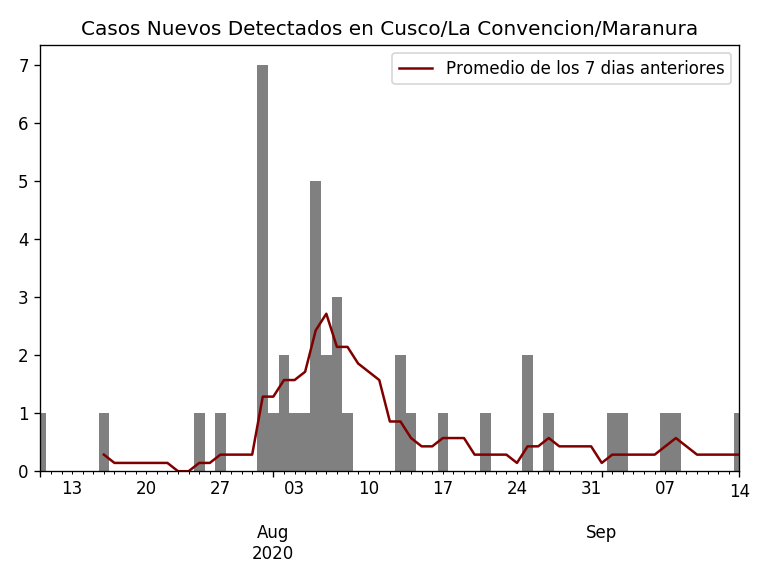 Casos Nuevos Detectados en Cusco/La Convencion/Maranura
Promedio de los 7 dias anteriores
7
6
5
4
3
2
1
0
13 20 27 03 10 17 24 31 07 14
Aug Sep
2020